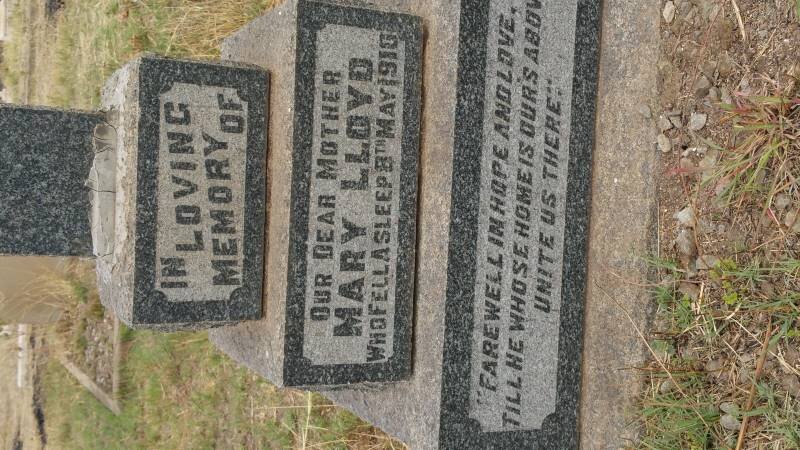 IN
LOVING
MEMORY OF
OUR DEAR MOTHER
MARY LLOYD
WHO FELL ASLEEP 8TH MAY 1910
"FAREWELL IN HOPE AND LOVE,
TILL HE WHOSE HOME IS OURS ABOVE
UNITE US THERE."